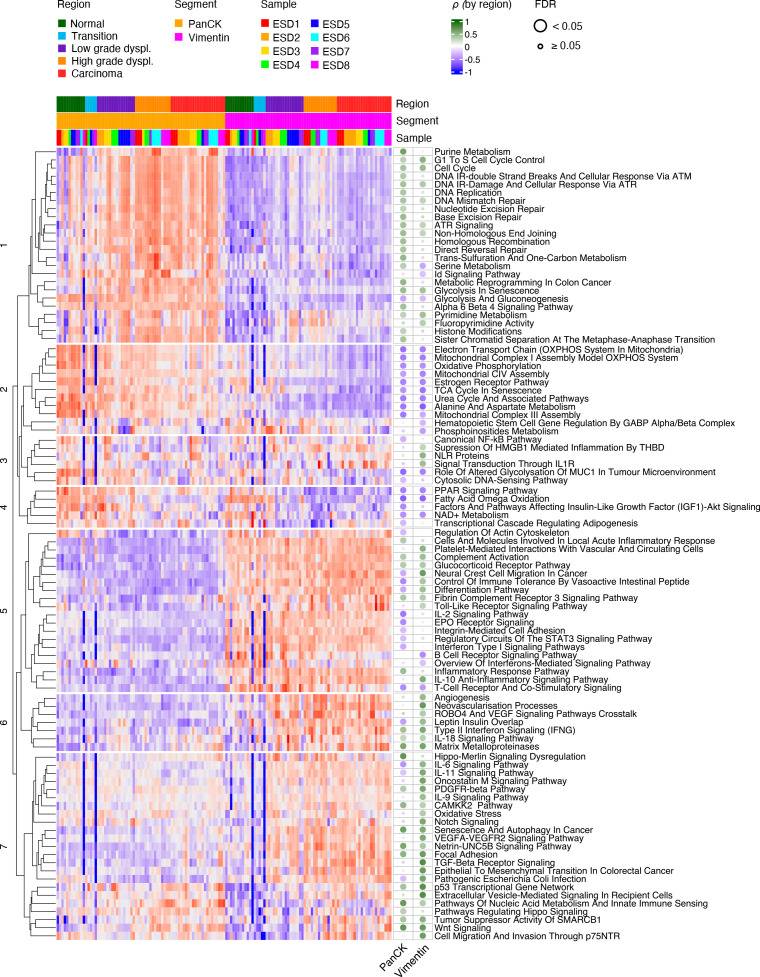 Region
Segment
Sample
ρ (by region)
FDR
Normal
Transition
Low grade dyspl.
High grade dyspl.
Carcinoma
PanCK
Vimentin
ESD1
ESD2
ESD3
ESD4
ESD5
ESD6
ESD7
ESD8
1
0.5
0
-0.5
-1
< 0.05
≥ 0.05
Region
Segment
Sample
1
2
3
4
5
6
7
Purine Metabolism
G1 To S Cell Cycle Control
Cell Cycle
DNA IR-double Strand Breaks And Cellular Response Via ATM
DNA IR-Damage And Cellular Response Via ATR
DNA Replication
DNA Mismatch Repair
Nucleotide Excision Repair
Base Excision Repair
ATR Signaling
Non-Homologous End Joining
Homologous Recombination
Direct Reversal Repair
Trans-Sulfuration And One-Carbon Metabolism
Serine Metabolism
Id Signaling Pathway
Metabolic Reprogramming In Colon Cancer
Glycolysis In Senescence
Glycolysis And Gluconeogenesis
Alpha 6 Beta 4 Signaling Pathway
Pyrimidine Metabolism
Fluoropyrimidine Activity
Histone Modifications
Sister Chromatid Separation At The Metaphase-Anaphase Transition
Electron Transport Chain (OXPHOS System In Mitochondria)
Mitochondrial Complex I Assembly Model OXPHOS System
Oxidative Phosphorylation
Mitochondrial CIV Assembly
Estrogen Receptor Pathway
TCA Cycle In Senescence
Urea Cycle And Associated Pathways
Alanine And Aspartate Metabolism
Mitochondrial Complex III Assembly
Hematopoietic Stem Cell Gene Regulation By GABP Alpha/Beta Complex
Phosphoinositides Metabolism
Canonical NF-kB Pathway
Supression Of HMGB1 Mediated Inflammation By THBD
NLR Proteins
Signal Transduction Through IL1R
Role Of Altered Glycolysation Of MUC1 In Tumour Microenvironment
Cytosolic DNA-Sensing Pathway
PPAR Signaling Pathway
Fatty Acid Omega Oxidation
Factors And Pathways Affecting Insulin-Like Growth Factor (IGF1)-Akt Signaling
NAD+ Metabolism
Transcriptional Cascade Regulating Adipogenesis
Regulation Of Actin Cytoskeleton
Cells And Molecules Involved In Local Acute Inflammatory Response
Platelet-Mediated Interactions With Vascular And Circulating Cells
Complement Activation
Glucocorticoid Receptor Pathway
Neural Crest Cell Migration In Cancer
Control Of Immune Tolerance By Vasoactive Intestinal Peptide
Differentiation Pathway
Fibrin Complement Receptor 3 Signaling Pathway
Toll-Like Receptor Signaling Pathway
IL-2 Signaling Pathway
EPO Receptor Signaling
Integrin-Mediated Cell Adhesion
Regulatory Circuits Of The STAT3 Signaling Pathway
Interferon Type I Signaling Pathways
B Cell Receptor Signaling Pathway
Overview Of Interferons-Mediated Signaling Pathway
Inflammatory Response Pathway
IL-10 Anti-Inflammatory Signaling Pathway
T-Cell Receptor And Co-Stimulatory Signaling
Angiogenesis
Neovascularisation Processes
ROBO4 And VEGF Signaling Pathways Crosstalk
Leptin Insulin Overlap
Type II Interferon Signaling (IFNG)
IL-18 Signaling Pathway
Matrix Metalloproteinases
Hippo-Merlin Signaling Dysregulation
IL-6 Signaling Pathway
IL-11 Signaling Pathway
Oncostatin M Signaling Pathway
PDGFR-beta Pathway
IL-9 Signaling Pathway
CAMKK2 Pathway
Oxidative Stress
Notch Signaling
Senescence And Autophagy In Cancer
VEGFA-VEGFR2 Signaling Pathway
Netrin-UNC5B Signaling Pathway
Focal Adhesion
TGF-Beta Receptor Signaling
Epithelial To Mesenchymal Transition In Colorectal Cancer
Pathogenic Escherichia Coli Infection
p53 Transcriptional Gene Network
Extracellular Vesicle-Mediated Signaling In Recipient Cells
Pathways Of Nucleic Acid Metabolism And Innate Immune Sensing
Pathways Regulating Hippo Signaling
Tumor Suppressor Activity Of SMARCB1
Wnt Signaling
Cell Migration And Invasion Through p75NTR
PanCK
Vimentin